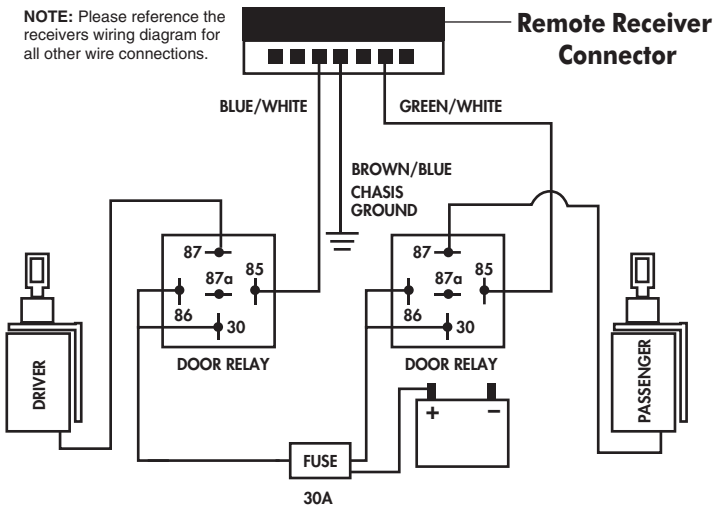 NOTE: Please reference the
receivers wiring diagram for
all other wire connections.
Remote Receiver
Connector
BLUE/WHITE
GREEN/WHITE
BROWN/BLUE
CHASIS
GROUND
87
87a
85
86
30
DOOR RELAY
87
87a
85
86
30
DOOR RELAY
DRIVER
PASSENGER
+
−
FUSE
30A